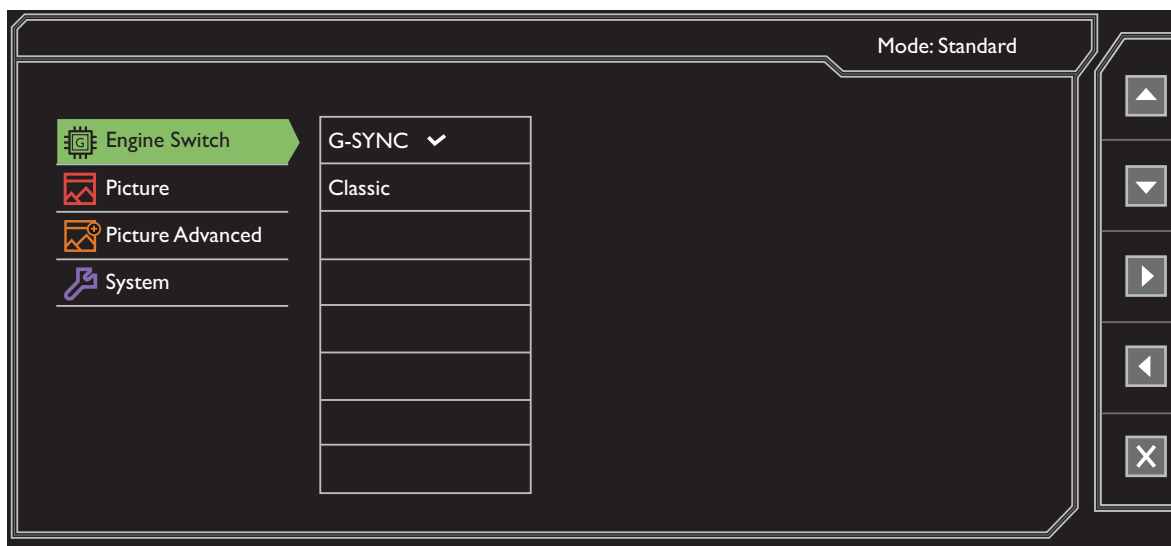 Mode: Standard
Engine Switch
G-SYNC
Picture
Classic
Picture Advanced
System